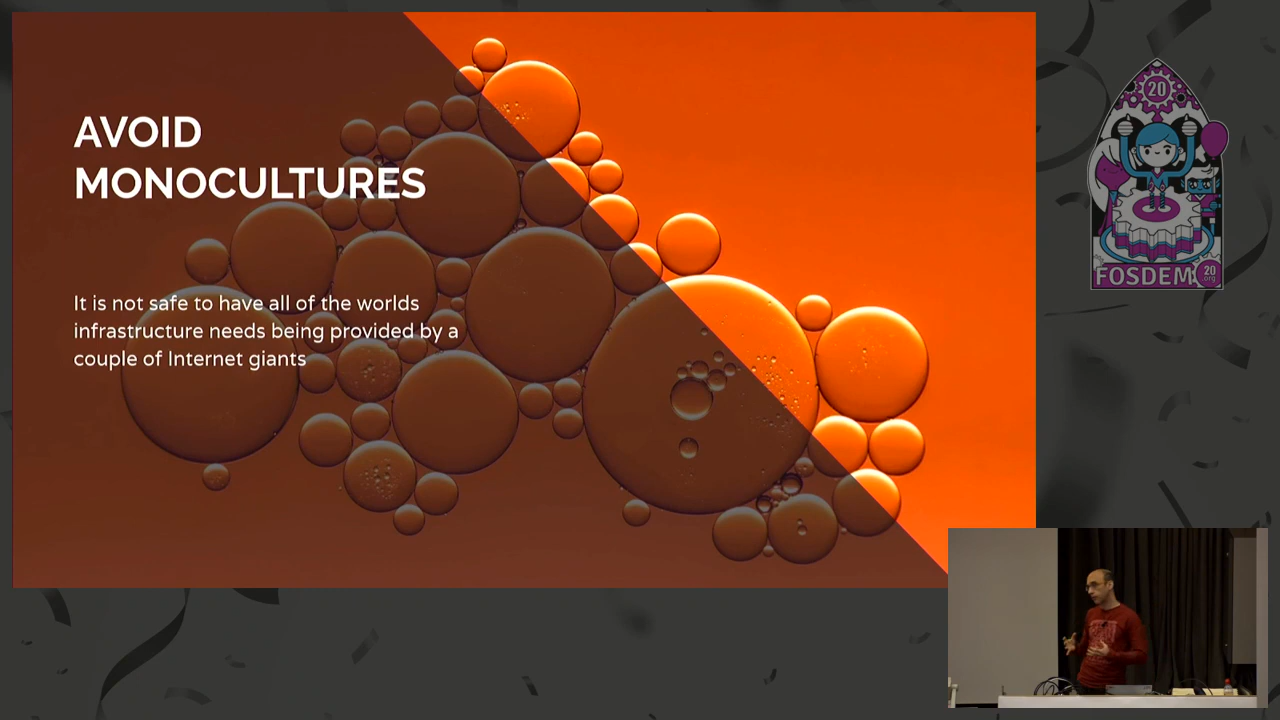 AVOID
MONOCULTURES
It is not safe to have all of the worlds
infrastructure needs being provided by a
couple of Internet giants
20
FOSDEM
20
.org